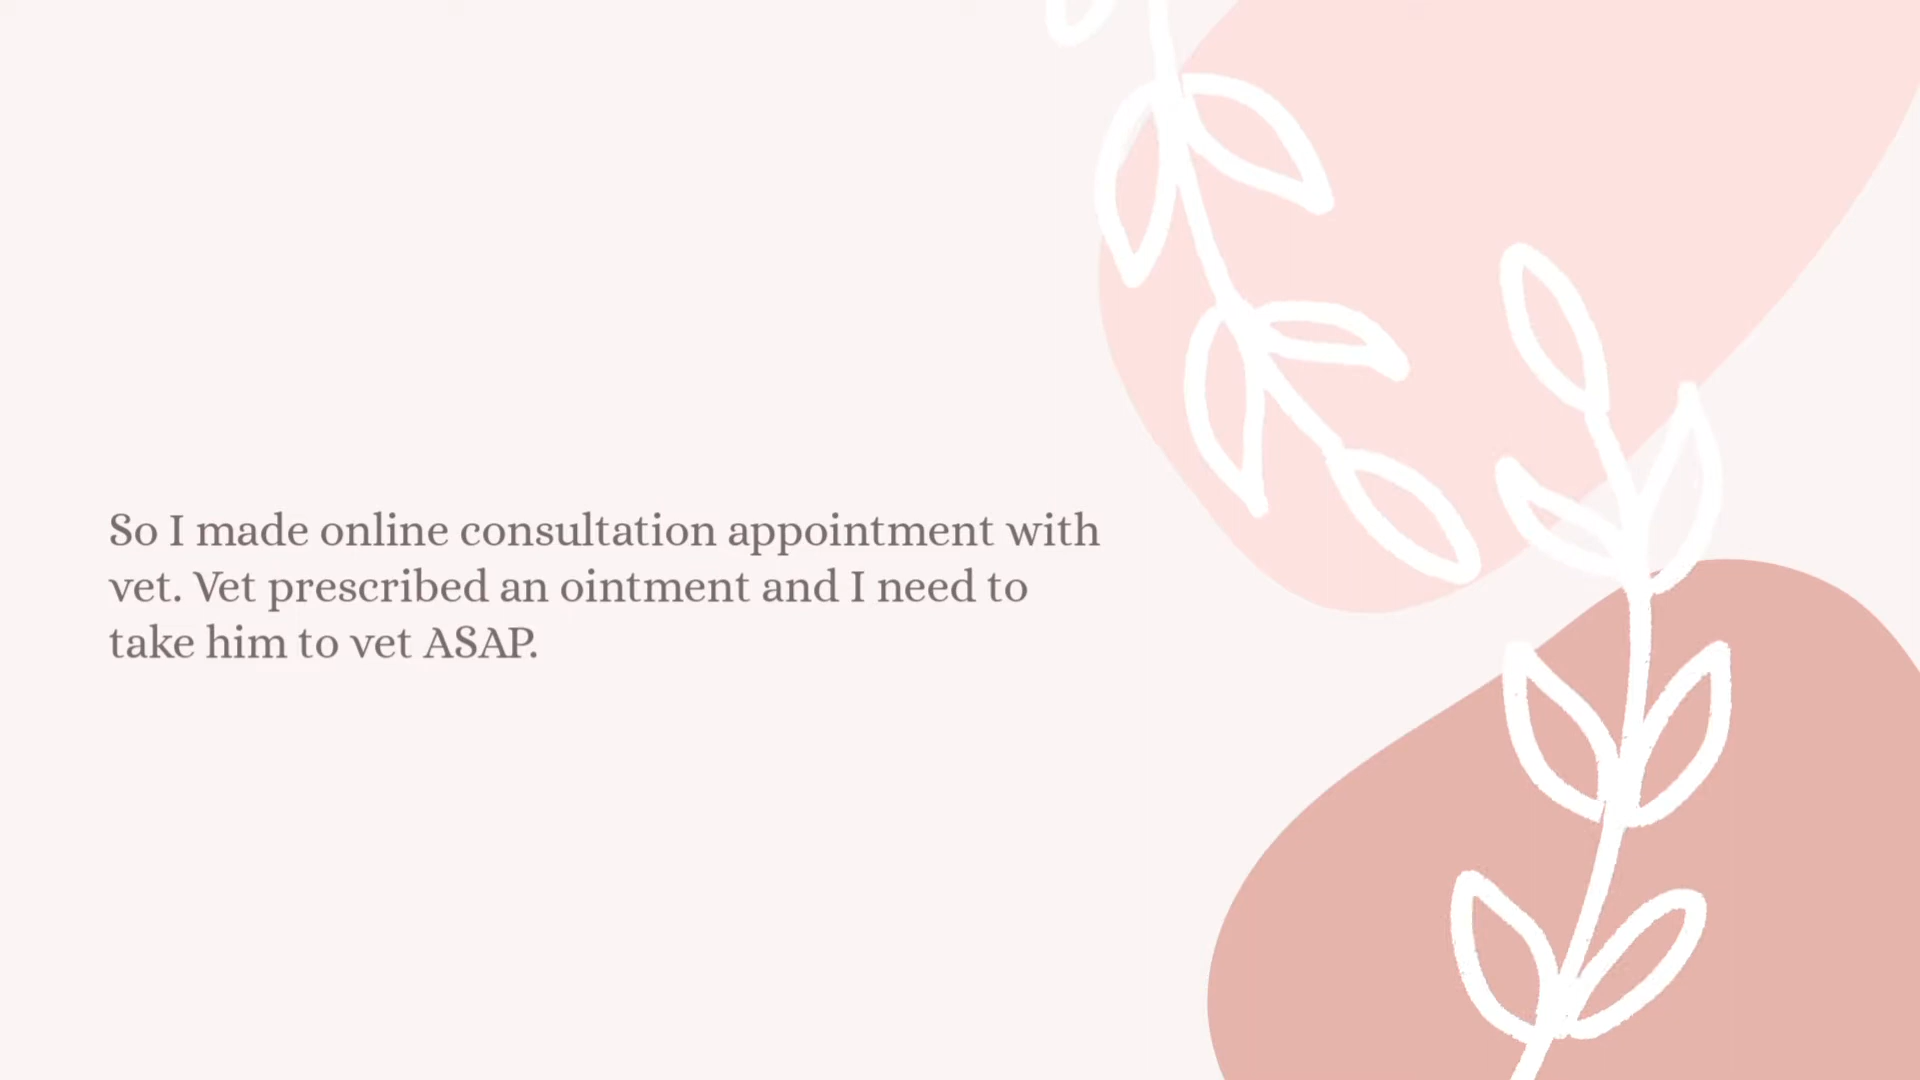 So I made online consultation appointment with
vet. Vet prescribed an ointment and I need to
take him to vet ASAP.